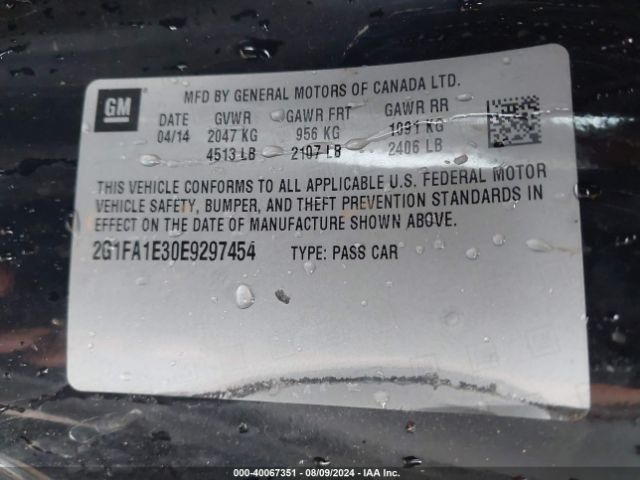 GM
MFD BY GENERAL MOTORS OF CANADA LTD.
DATE GVWR GAWR FRT GAWR RR
04/14 2047 KG 956 KG 1091 KG
4513 LB 2107 LB 2406 LB
THIS VEHICLE CONFORMS TO ALL APPLICABLE U.S. FEDERAL MOTOR
VEHICLE SAFETY, BUMPER, AND THEFT PREVENTION STANDARDS IN
EFFECT ON THE DATE OF MANUFACTURE SHOWN ABOVE.
2G1FA1E30E9297454 TYPE: PASS CAR
000-40067351 - 08/09/2024 - IAA Inc.